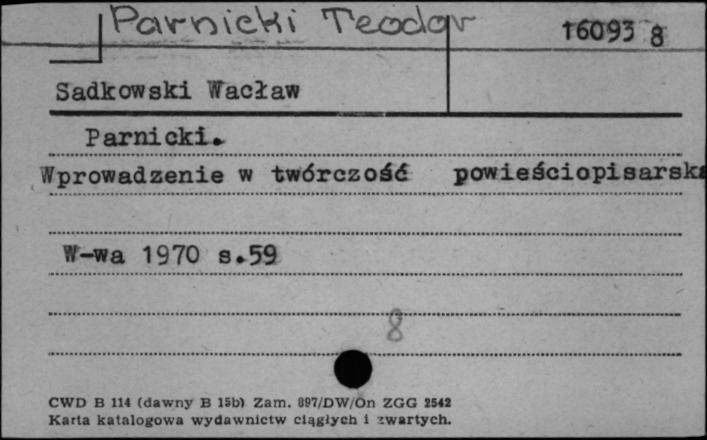 Parnicki Teodor
16093 8
Sadkowski Wacław
Parnicki.
Wprowadzenie w twórczość powieściopisarską
W-wa 1970 s.59
8
CWD B 114 (dawny B 15b) Zam. 897/DW/On ZGG 2542
Karta katalogowa wydawnictw ciągłych i zwartych.